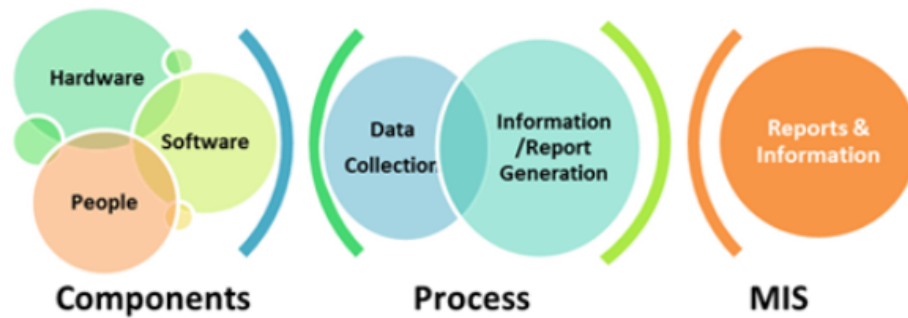 Hardware
Software
People
Components
Data
Collection
Information
/Report
Generation
Process
Reports &
Information
MIS